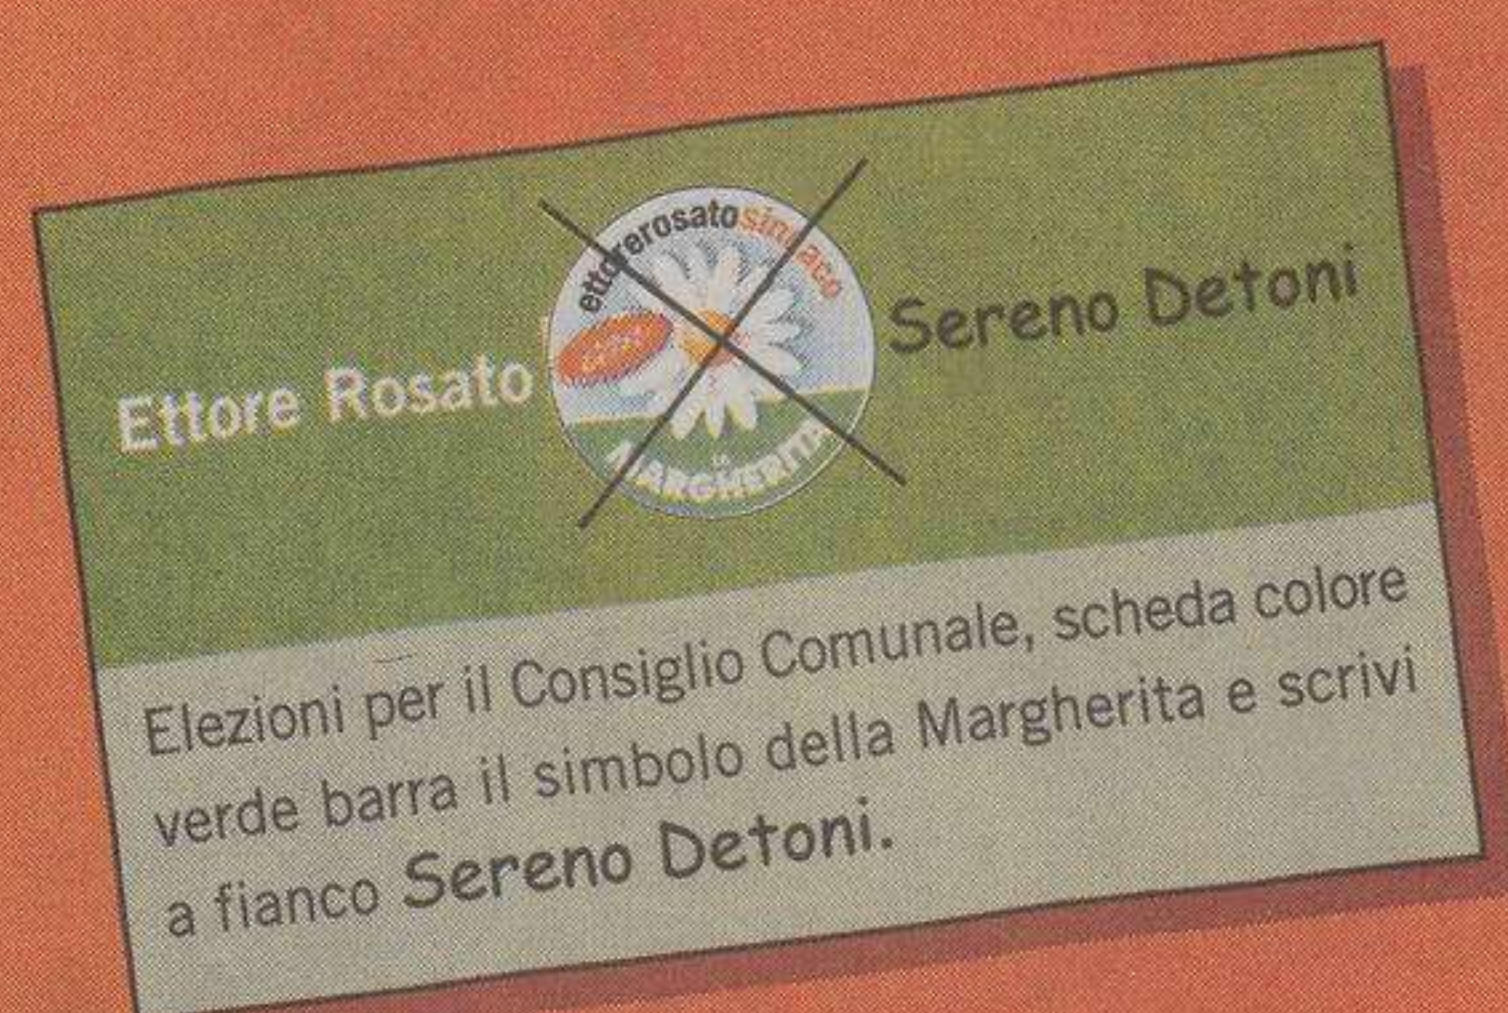 Ettore Rosato
ettorerosatosindaco
LA
MARGHERITA
Sereno Detoni
Elezioni per il Consiglio Comunale, scheda colore
verde barra il simbolo della Margherita e scrivi
a fianco Sereno Detoni.